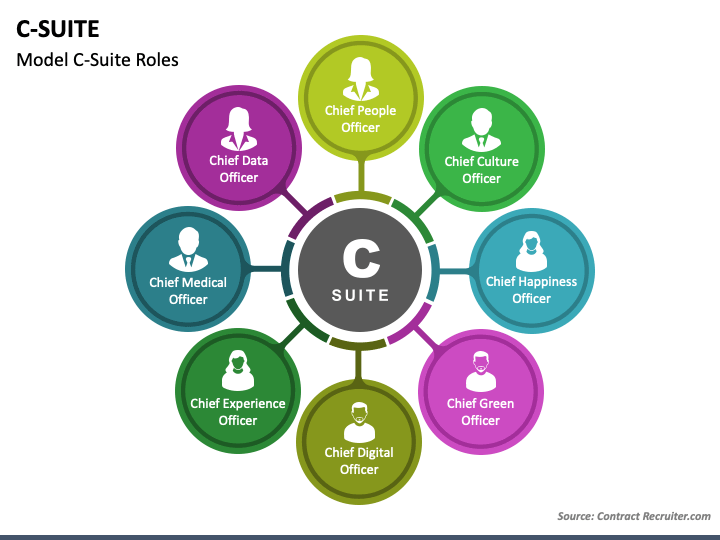 C-SUITE
Model C-Suite Roles
Chief People
Officer
Chief Data
Officer
Chief Culture
Officer
Chief Medical
Officer
C
SUITE
Chief Happiness
Officer
Chief Experience
Officer
Chief Green
Officer
Chief Digital
Officer
Source: Contract Recruiter.com